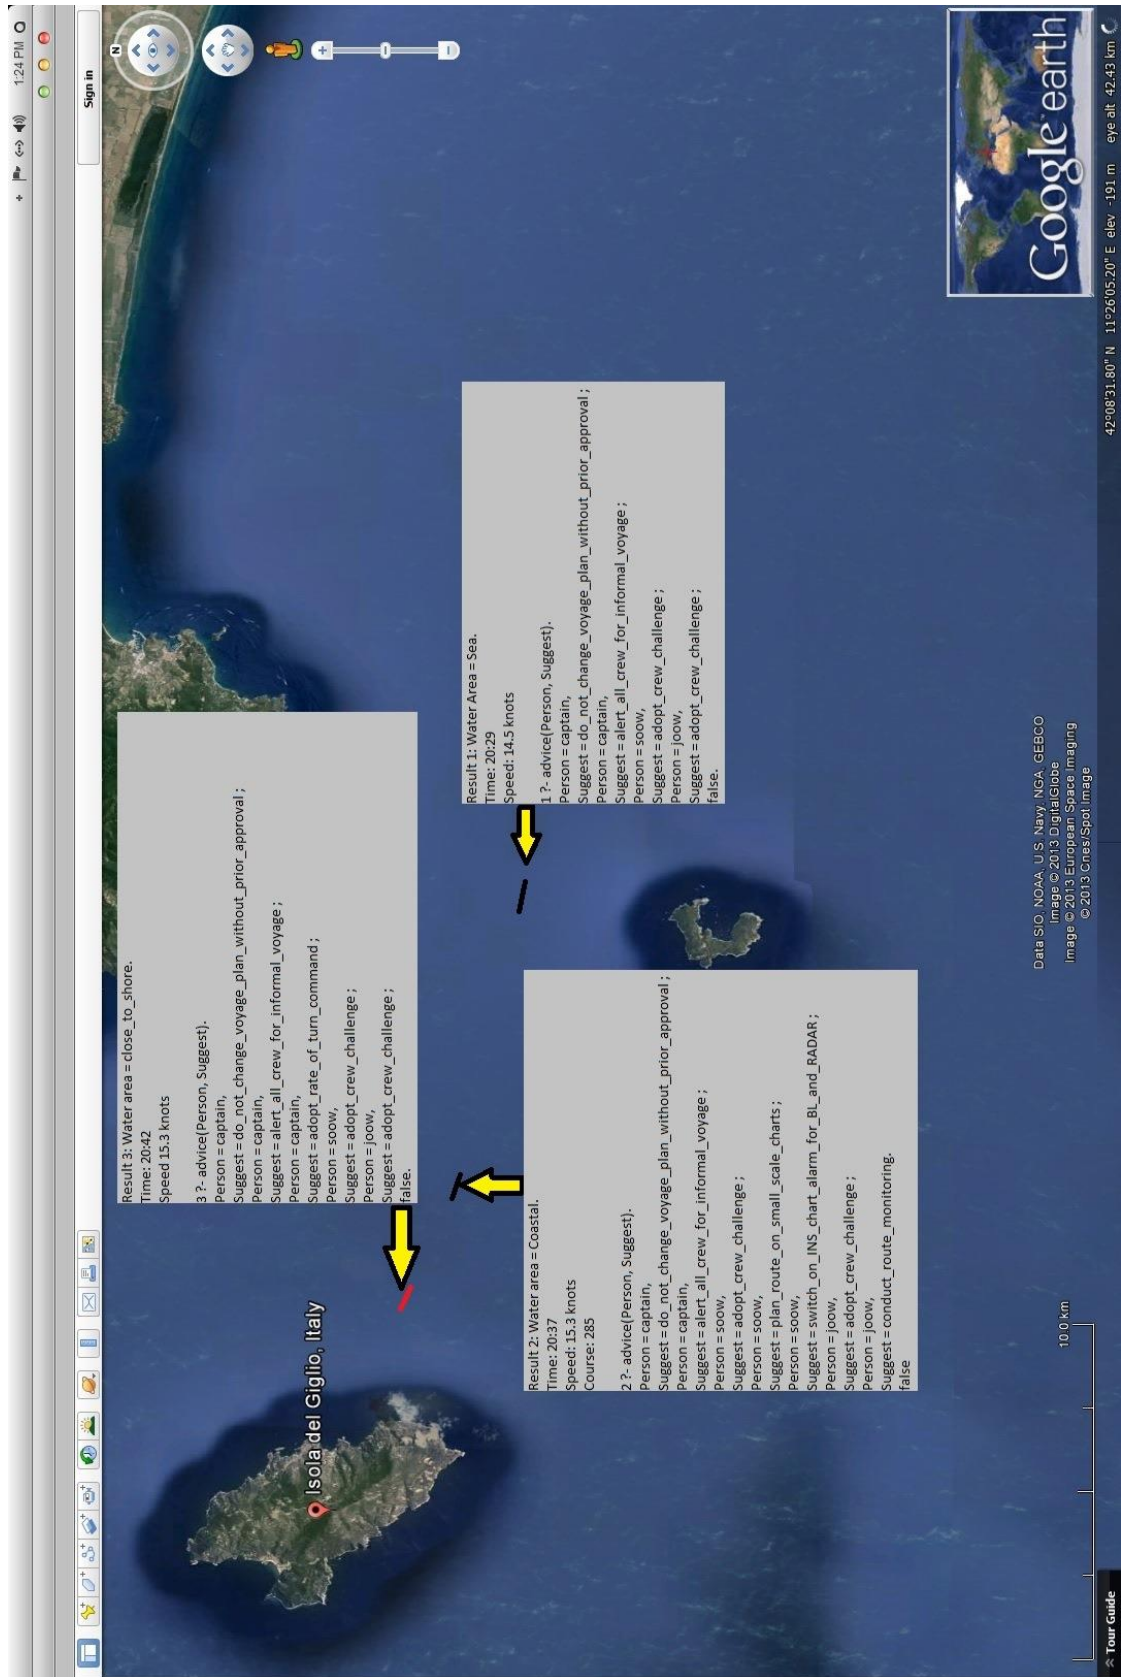 1:24 PM
Sign in
N
Result 3: Water area = close_to_shore.
Time: 20:42
Speed 15.3 knots
3 ?- advice(Person, Suggest).
Person = captain,
Suggest = do_not_change_voyage_plan_without_prior_approval ;
Person = captain,
Suggest = alert_all_crew_for_informal_voyage ;
Person = captain,
Suggest = adopt_rate_of_turn_command ;
Person = soow,
Suggest = adopt_crew_challenge ;
Person = joow,
Suggest = adopt_crew_challenge ;
false.
Isola del Giglio, Italy
Result 1: Water Area = Sea.
Time: 20:29
Speed: 14.5 knots
1 ?- advice(Person, Suggest).
Person = captain,
Suggest = do_not_change_voyage_plan_without_prior_approval ;
Person = captain,
Suggest = alert_all_crew_for_informal_voyage ;
Person = soow,
Suggest = adopt_crew_challenge ;
Person = joow,
Suggest = adopt_crew_challenge ;
false.
Result 2: Water area = Coastal.
Time: 20:37
Speed: 15.3 knots
Course: 285
2 ?- advice(Person, Suggest).
Person = captain,
Suggest = do_not_change_voyage_plan_without_prior_approval ;
Person = captain,
Suggest = alert_all_crew_for_informal_voyage ;
Person = soow,
Suggest = adopt_crew_challenge ;
Person = soow,
Suggest = plan_route_on_small_scale_charts ;
Person = soow,
Suggest = switch_on_INS_chart_alarm_for_BL_and_RADAR ;
Person = joow,
Suggest = adopt_crew_challenge ;
Person = joow,
Suggest = conduct_route_monitoring.
false
Data SIO, NOAA, U.S. Navy, NGA, GEBCO
Image © 2013 DigitalGlobe
Image © 2013 European Space Imaging
© 2013 Cnes/Spot Image
Google earth
10.0 km
Tour Guide
42°08'31.80" N 11°26'05.20" E elev -191 m eye alt 42.43 km